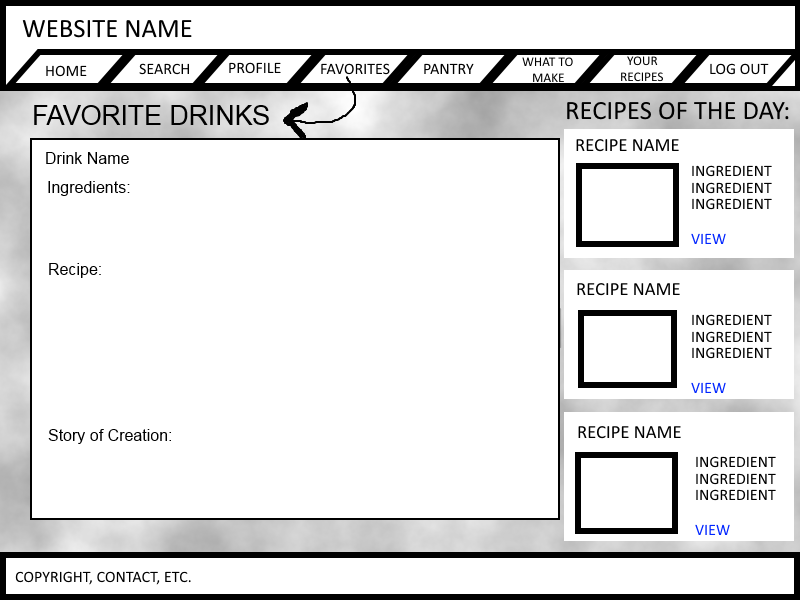 WEBSITE NAME
HOME
SEARCH
PROFILE
FAVORITES
PANTRY
WHAT TO
MAKE
YOUR
RECIPES
LOG OUT
FAVORITE DRINKS
Drink Name
Ingredients:
Recipe:
Story of Creation:
RECIPES OF THE DAY:
RECIPE NAME
INGREDIENT
INGREDIENT
INGREDIENT
VIEW
RECIPE NAME
INGREDIENT
INGREDIENT
INGREDIENT
VIEW
RECIPE NAME
INGREDIENT
INGREDIENT
INGREDIENT
VIEW
COPYRIGHT, CONTACT, ETC.